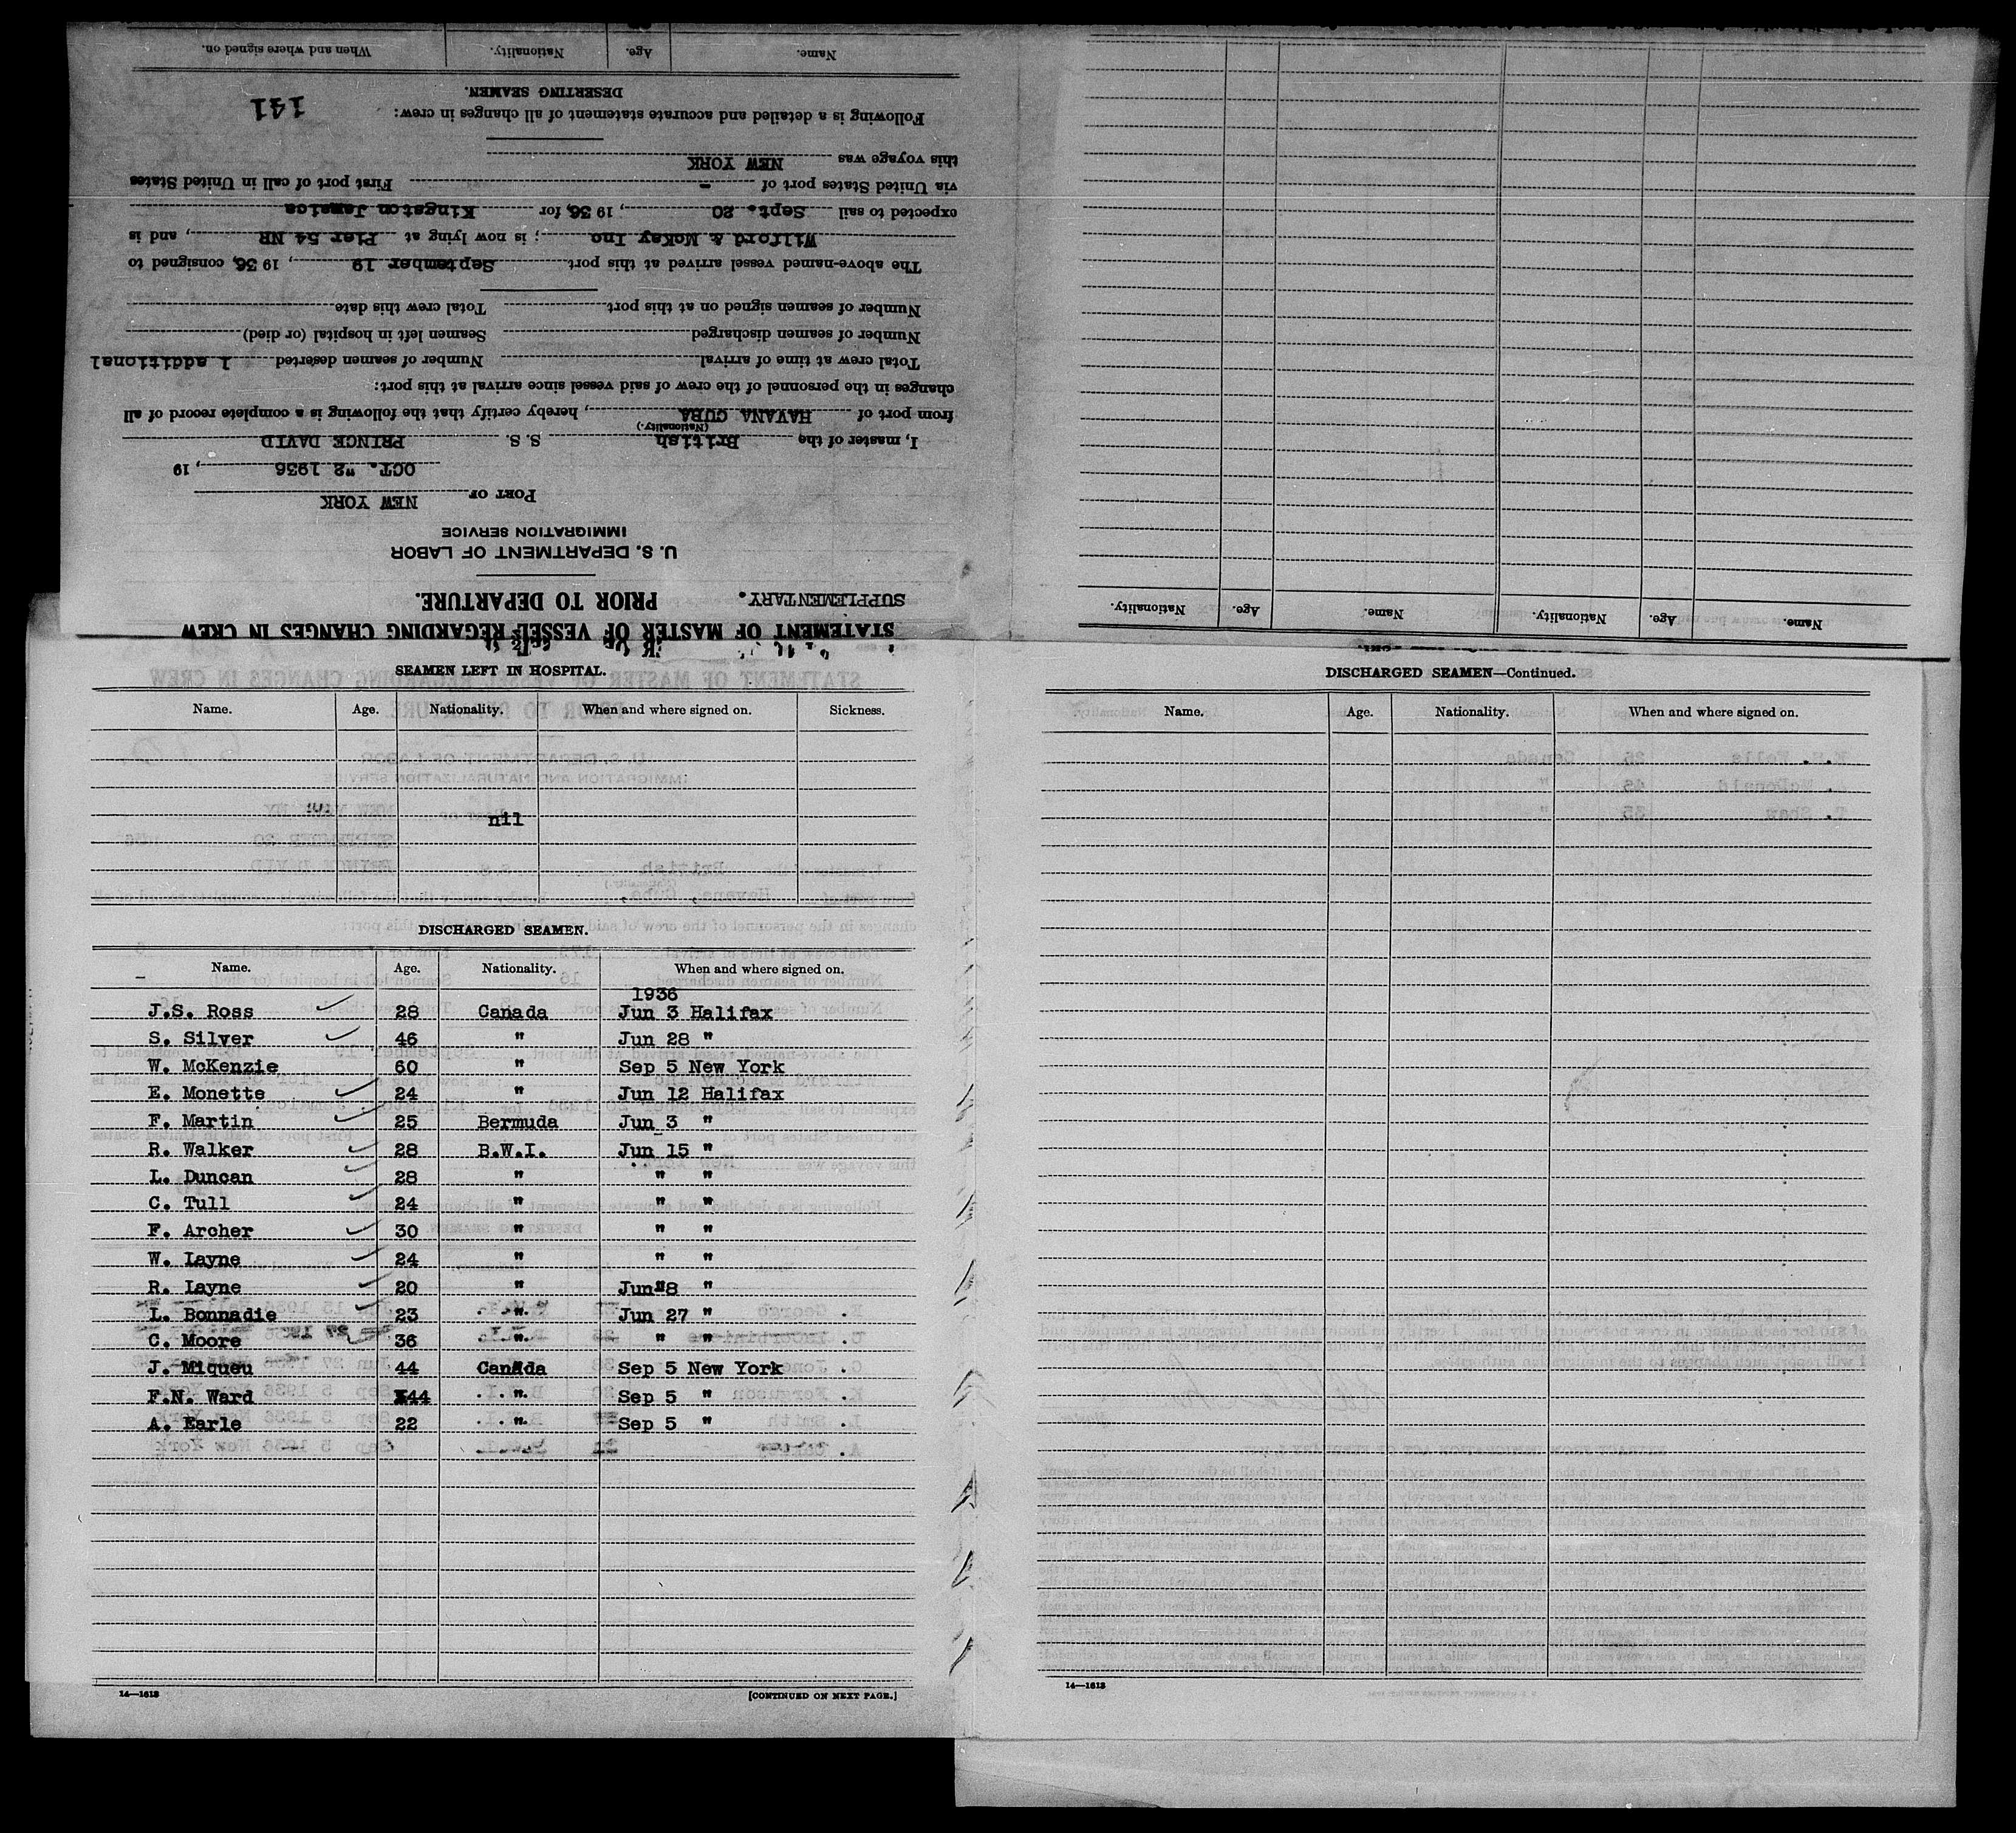 STATEMENT OF MASTER OF VESSEL REGARDING CHANGES IN CREW
SUPPLEMENTARY. PRIOR TO DEPARTURE.
U. S. DEPARTMENT OF LABOR
IMMIGRATION SERVICE
PORT OF NEW YORK
OCT. "2 1936, 19
I, master of the British S. S. PRINCE DAVID
(Nationality.)
from port of HAVANA CUBA, hereby certify that the following is a complete record of all
changes in the personnel of the crew of said vessel since arrival at this port:
Total crew at time of arrival Number of seamen deserted 1 additional
Number of seamen discharged Seamen left in hospital (or died)
Number of seamen signed on at this port Total crew this date
The above-named vessel arrived at this port September 19, 1936, consigned to
Wilford & McKay Inc; is now lying at Pier 54 NR, and is
expected to sail Sept. 20, 1936, for Kingston Jamaica
via United States port of - First port of call in United States
this voyage was NEW YORK
Following is a detailed and accurate statement of all changes in crew:
141
DESERTING SEAMEN.
Name. Age. Nationality. When and where signed on.
Name. Age. Nationality. Name. Age. Nationality.
SEAMEN LEFT IN HOSPITAL.
Name. Age. Nationality. When and where signed on. Sickness.
nil
DISCHARGED SEAMEN.
Name. Age. Nationality. When and where signed on.
1936
J.S. Ross 28 Canada Jun 3 Halifax
S. Silver 46 " Jun 28 "
W. McKenzie 60 " Sep 5 New York
E. Monette 24 " Jun 12 Halifax
F. Martin 25 Bermuda Jun 3 "
R. Walker 28 B.W.I. Jun 15 "
L. Duncan 28 " " "
C. Tull 24 " " "
F. Archer 30 " " "
W. Layne 24 " " "
R. Layne 20 " Jun 8 "
L. Bonnadie 23 " Jun 27 "
C. Moore 36 " " "
J. Miqueu 44 Canada Sep 5 New York
F.N. Ward 44 " Sep 5 "
A. Earle 22 " Sep 5 "
14—1618 [CONTINUED ON NEXT PAGE.]
DISCHARGED SEAMEN—Continued.
Name. Age. Nationality. When and where signed on.
14—1618